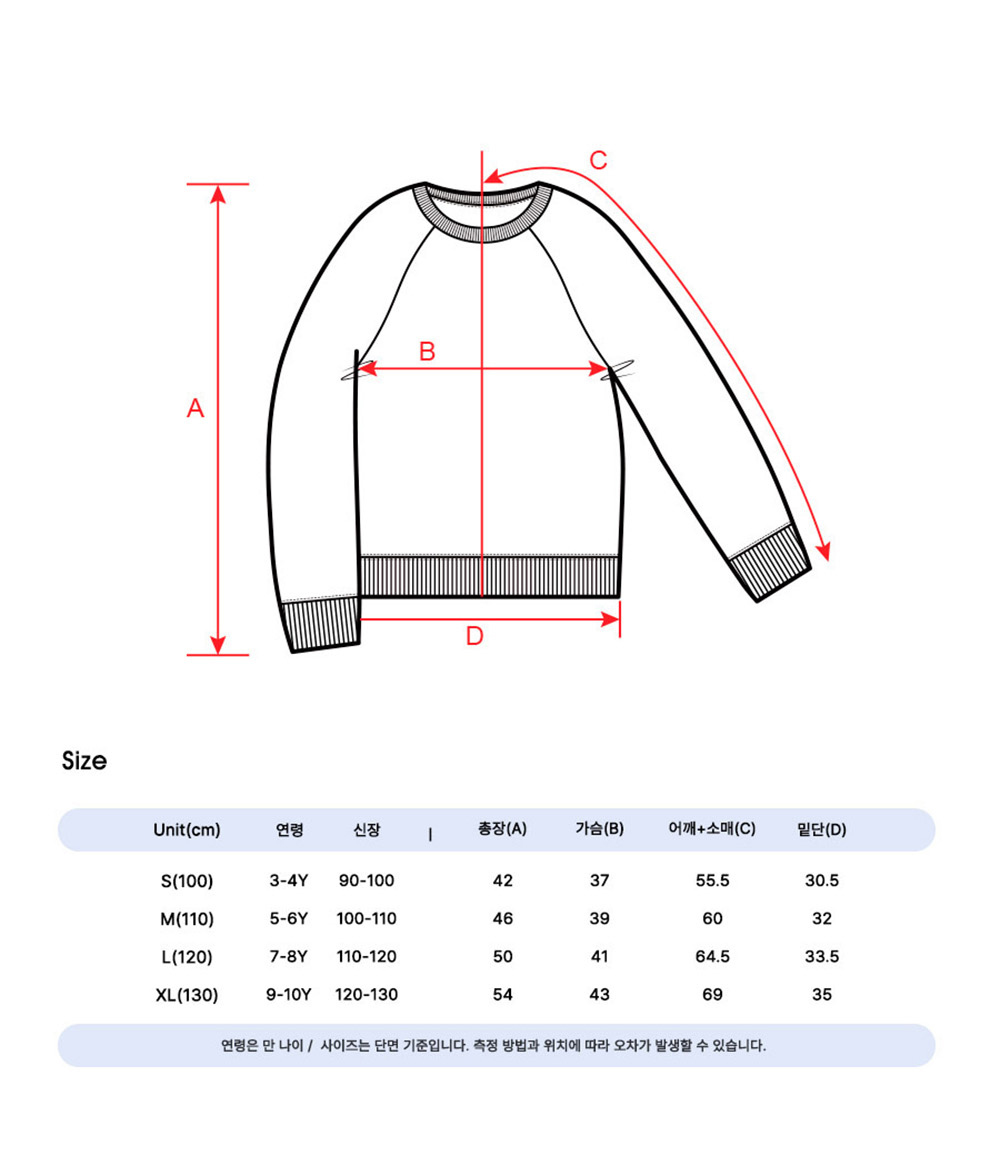 C
B
A
D
Size
Unit(cm) 연령 신장 | 총장(A) 가슴(B) 어깨+소매(C) 밑단(D)
S(100) 3-4Y 90-100 42 37 55.5 30.5
M(110) 5-6Y 100-110 46 39 60 32
L(120) 7-8Y 110-120 50 41 64.5 33.5
XL(130) 9-10Y 120-130 54 43 69 35
연령은 만 나이 / 사이즈는 단면 기준입니다. 측정 방법과 위치에 따라 오차가 발생할 수 있습니다.